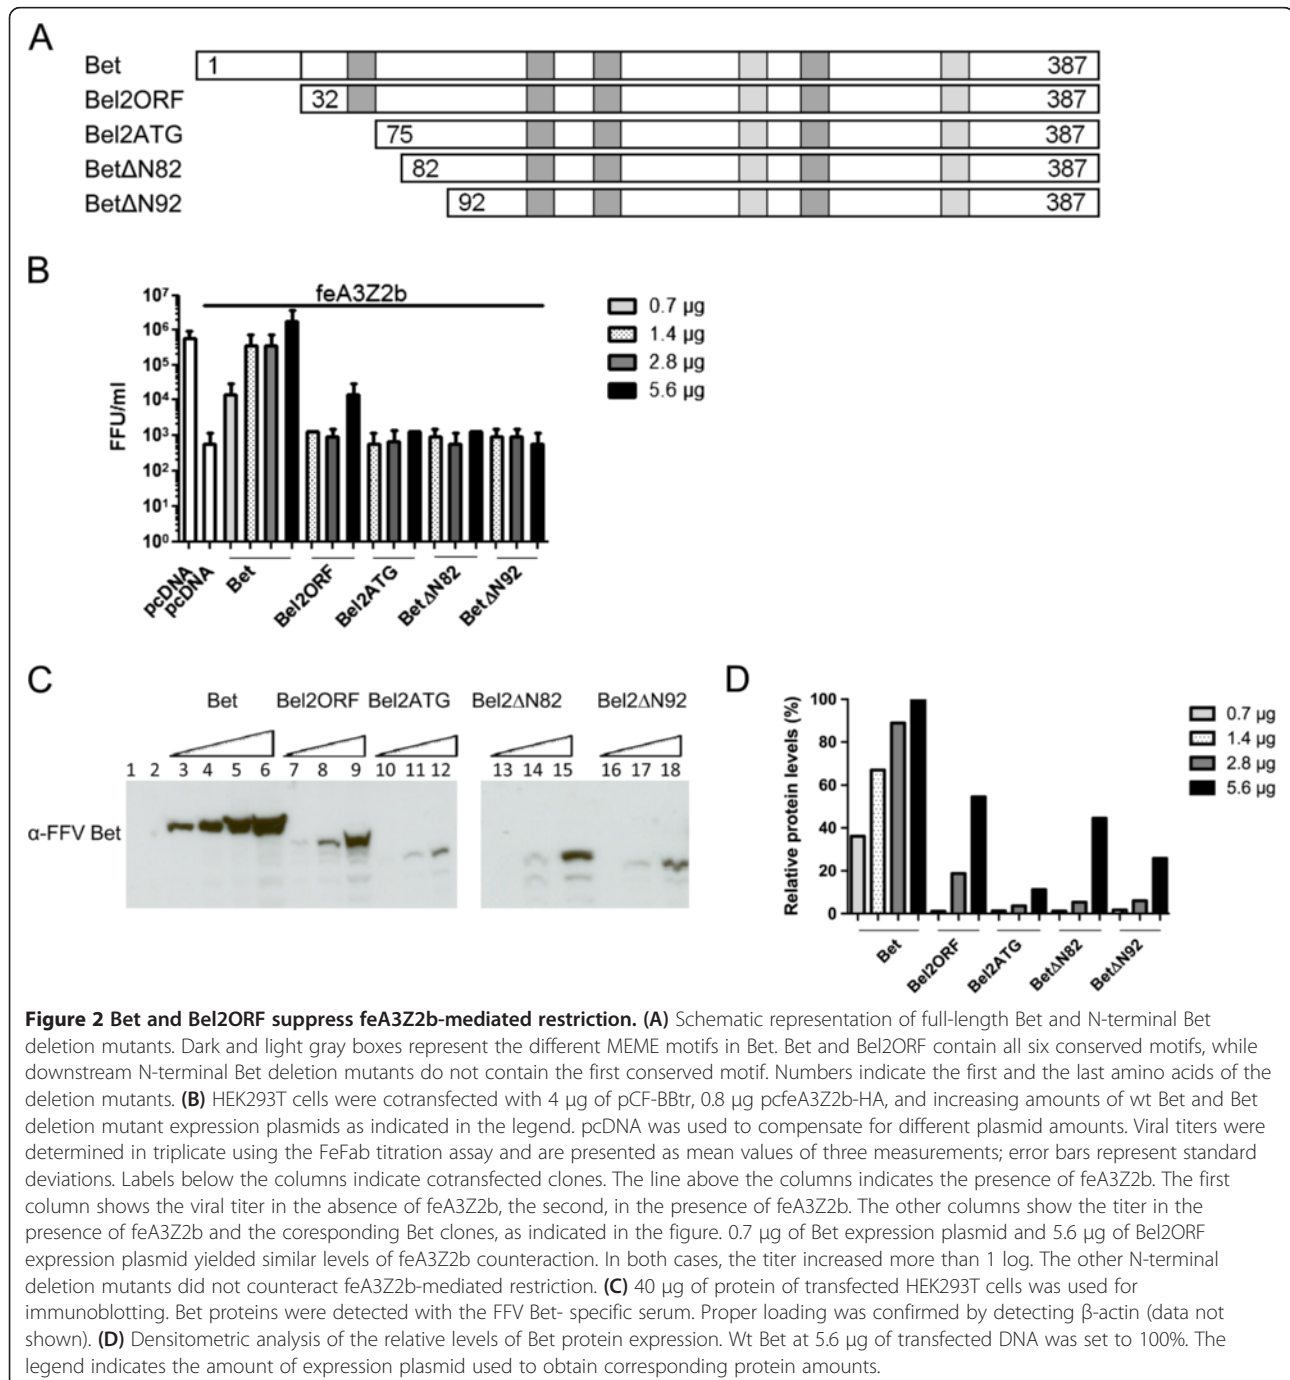 A
Bet 1 387
Bel2ORF 32 387
Bel2ATG 75 387
BetΔN82 82 387
BetΔN92 92 387
B
feA3Z2b
10⁷
10⁶
10⁵
10⁴
10³
10²
10¹
10⁰
FFU/ml
pcDNA
pcDNA
Bet
Bel2ORF
Bel2ATG
BetΔN82
BetΔN92
0.7 µg
1.4 µg
2.8 µg
5.6 µg
C
Bet Bel2ORF Bel2ATG Bel2ΔN82 Bel2ΔN92
1 2 3 4 5 6 7 8 9 10 11 12 13 14 15 16 17 18
α-FFV Bet
D
Relative protein levels (%)
100
80
60
40
20
0
Bet
Bel2ORF
Bel2ATG
BetΔN82
BetΔN92
0.7 µg
1.4 µg
2.8 µg
5.6 µg
Figure 2 Bet and Bel2ORF suppress feA3Z2b-mediated restriction. (A) Schematic representation of full-length Bet and N-terminal Bet
deletion mutants. Dark and light gray boxes represent the different MEME motifs in Bet. Bet and Bel2ORF contain all six conserved motifs, while
downstream N-terminal Bet deletion mutants do not contain the first conserved motif. Numbers indicate the first and the last amino acids of the
deletion mutants. (B) HEK293T cells were cotransfected with 4 µg of pCF-BBtr, 0.8 µg pcfeA3Z2b-HA, and increasing amounts of wt Bet and Bet
deletion mutant expression plasmids as indicated in the legend. pcDNA was used to compensate for different plasmid amounts. Viral titers were
determined in triplicate using the FeFab titration assay and are presented as mean values of three measurements; error bars represent standard
deviations. Labels below the columns indicate cotransfected clones. The line above the columns indicates the presence of feA3Z2b. The first
column shows the viral titer in the absence of feA3Z2b, the second, in the presence of feA3Z2b. The other columns show the titer in the
presence of feA3Z2b and the coresponding Bet clones, as indicated in the figure. 0.7 µg of Bet expression plasmid and 5.6 µg of Bel2ORF
expression plasmid yielded similar levels of feA3Z2b counteraction. In both cases, the titer increased more than 1 log. The other N-terminal
deletion mutants did not counteract feA3Z2b-mediated restriction. (C) 40 µg of protein of transfected HEK293T cells was used for
immunoblotting. Bet proteins were detected with the FFV Bet- specific serum. Proper loading was confirmed by detecting β-actin (data not
shown). (D) Densitometric analysis of the relative levels of Bet protein expression. Wt Bet at 5.6 µg of transfected DNA was set to 100%. The
legend indicates the amount of expression plasmid used to obtain corresponding protein amounts.